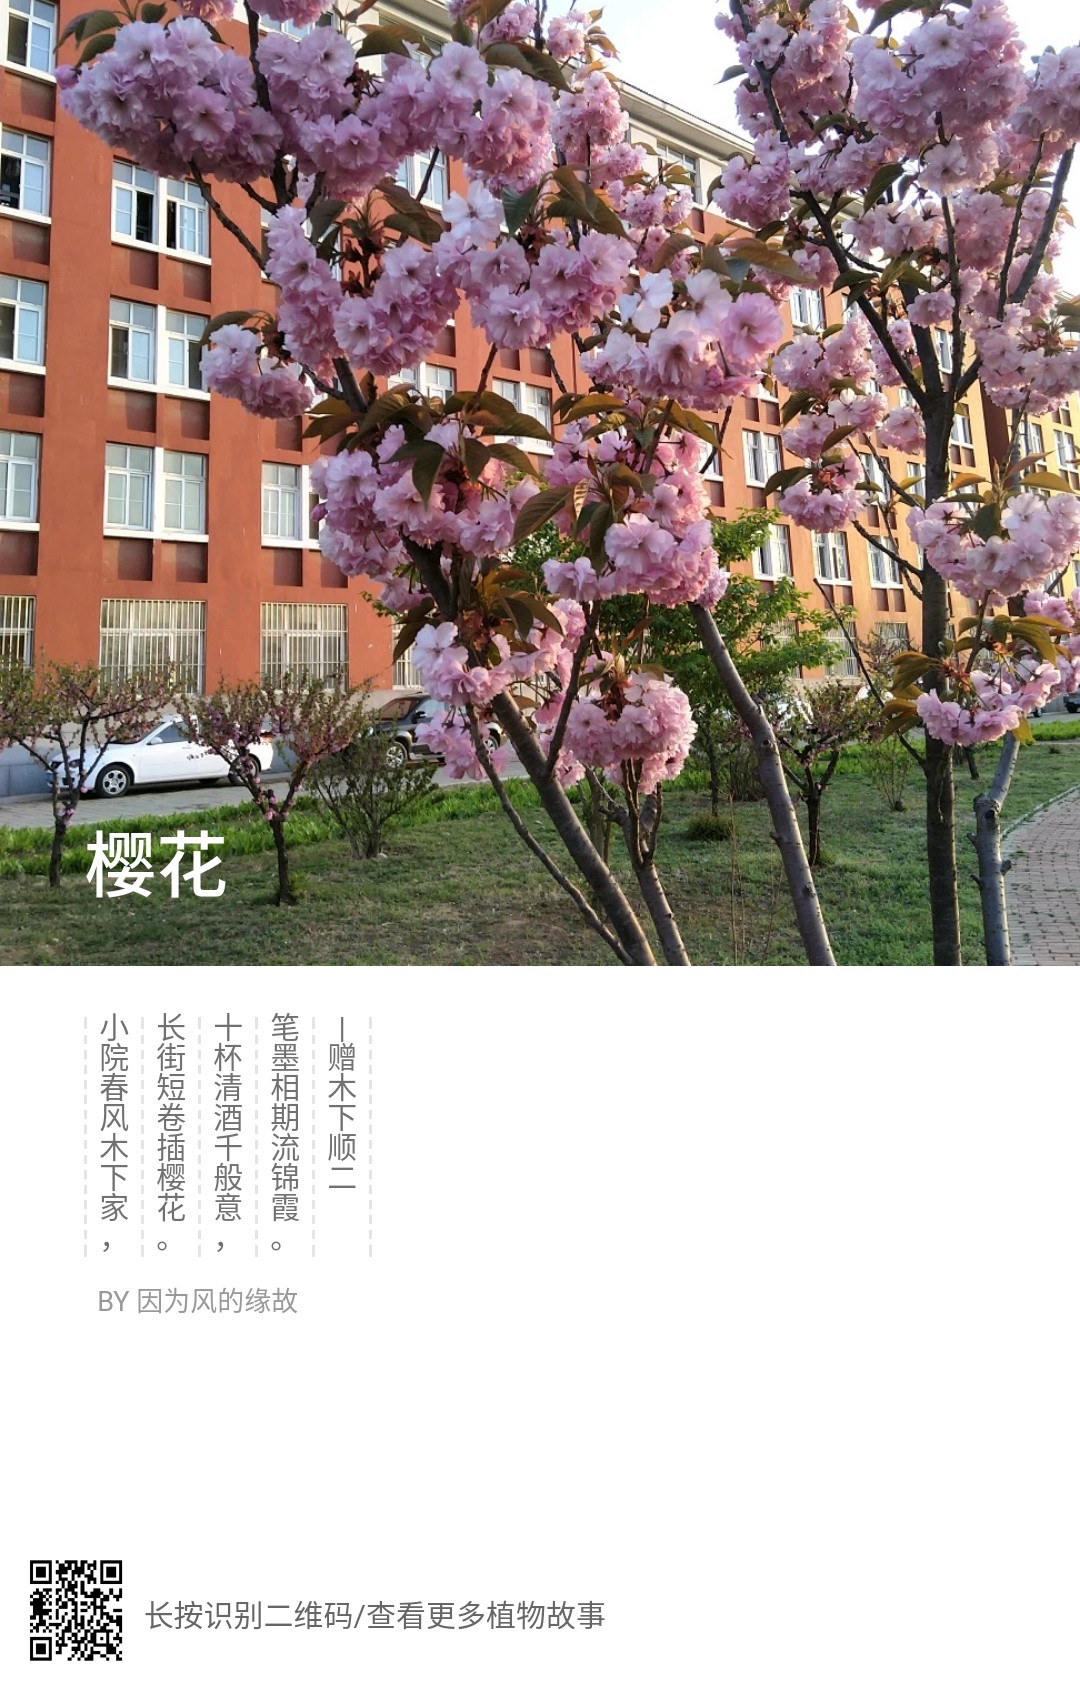 樱花
小院春风木下家，
长街短卷插樱花。
十杯清酒千般意，
笔墨相期流锦霞。
—赠木下顺二
BY 因为风的缘故
长按识别二维码/查看更多植物故事